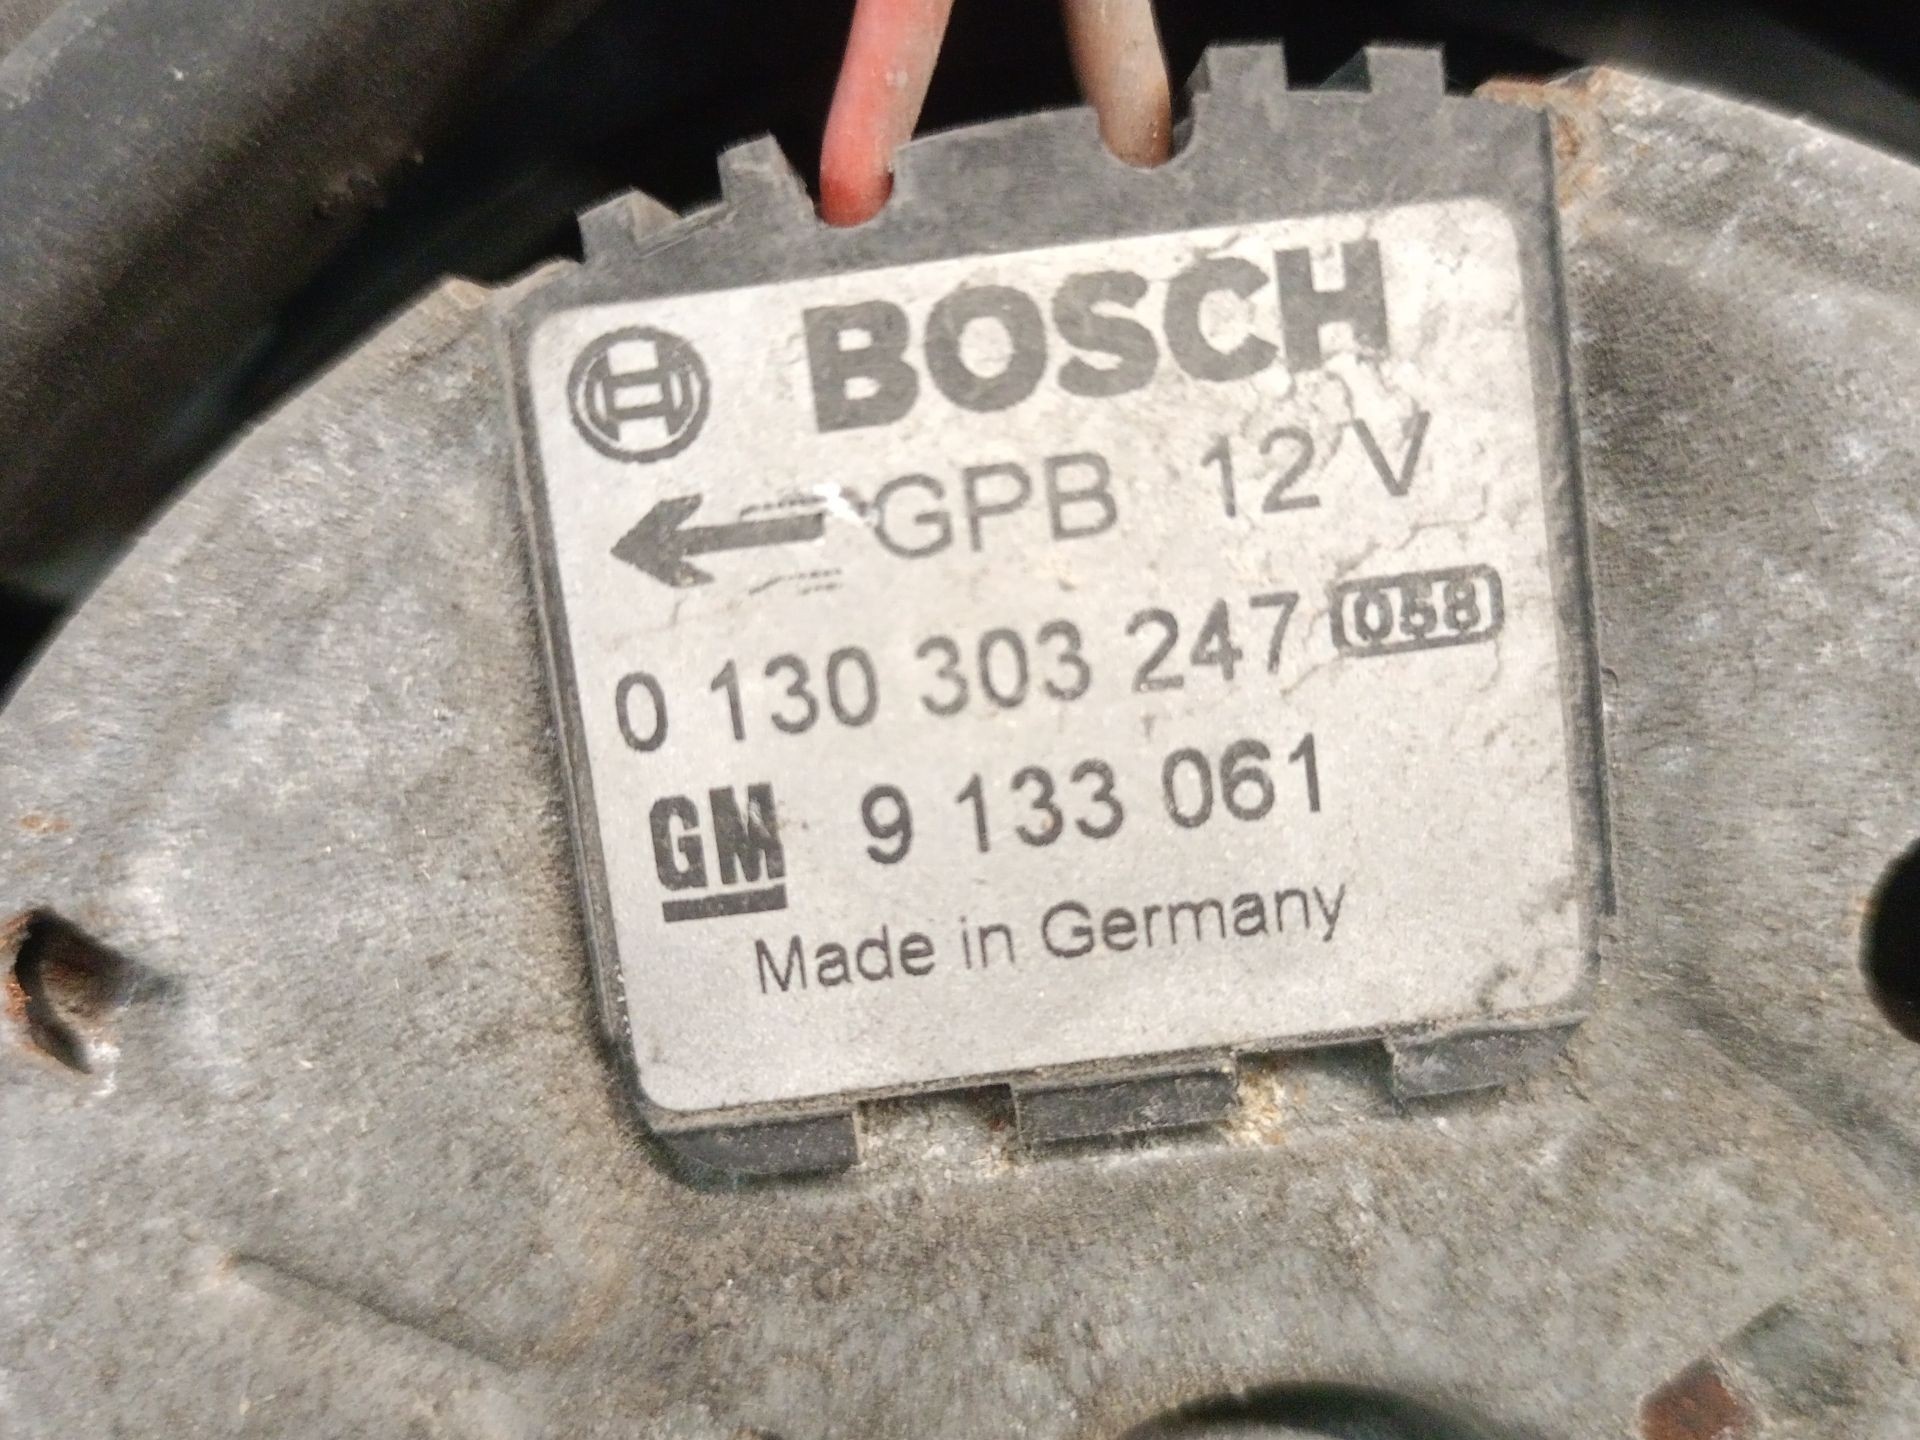 BOSCH
GPB 12 V
0 130 303 247 058
GM 9 133 061
Made in Germany